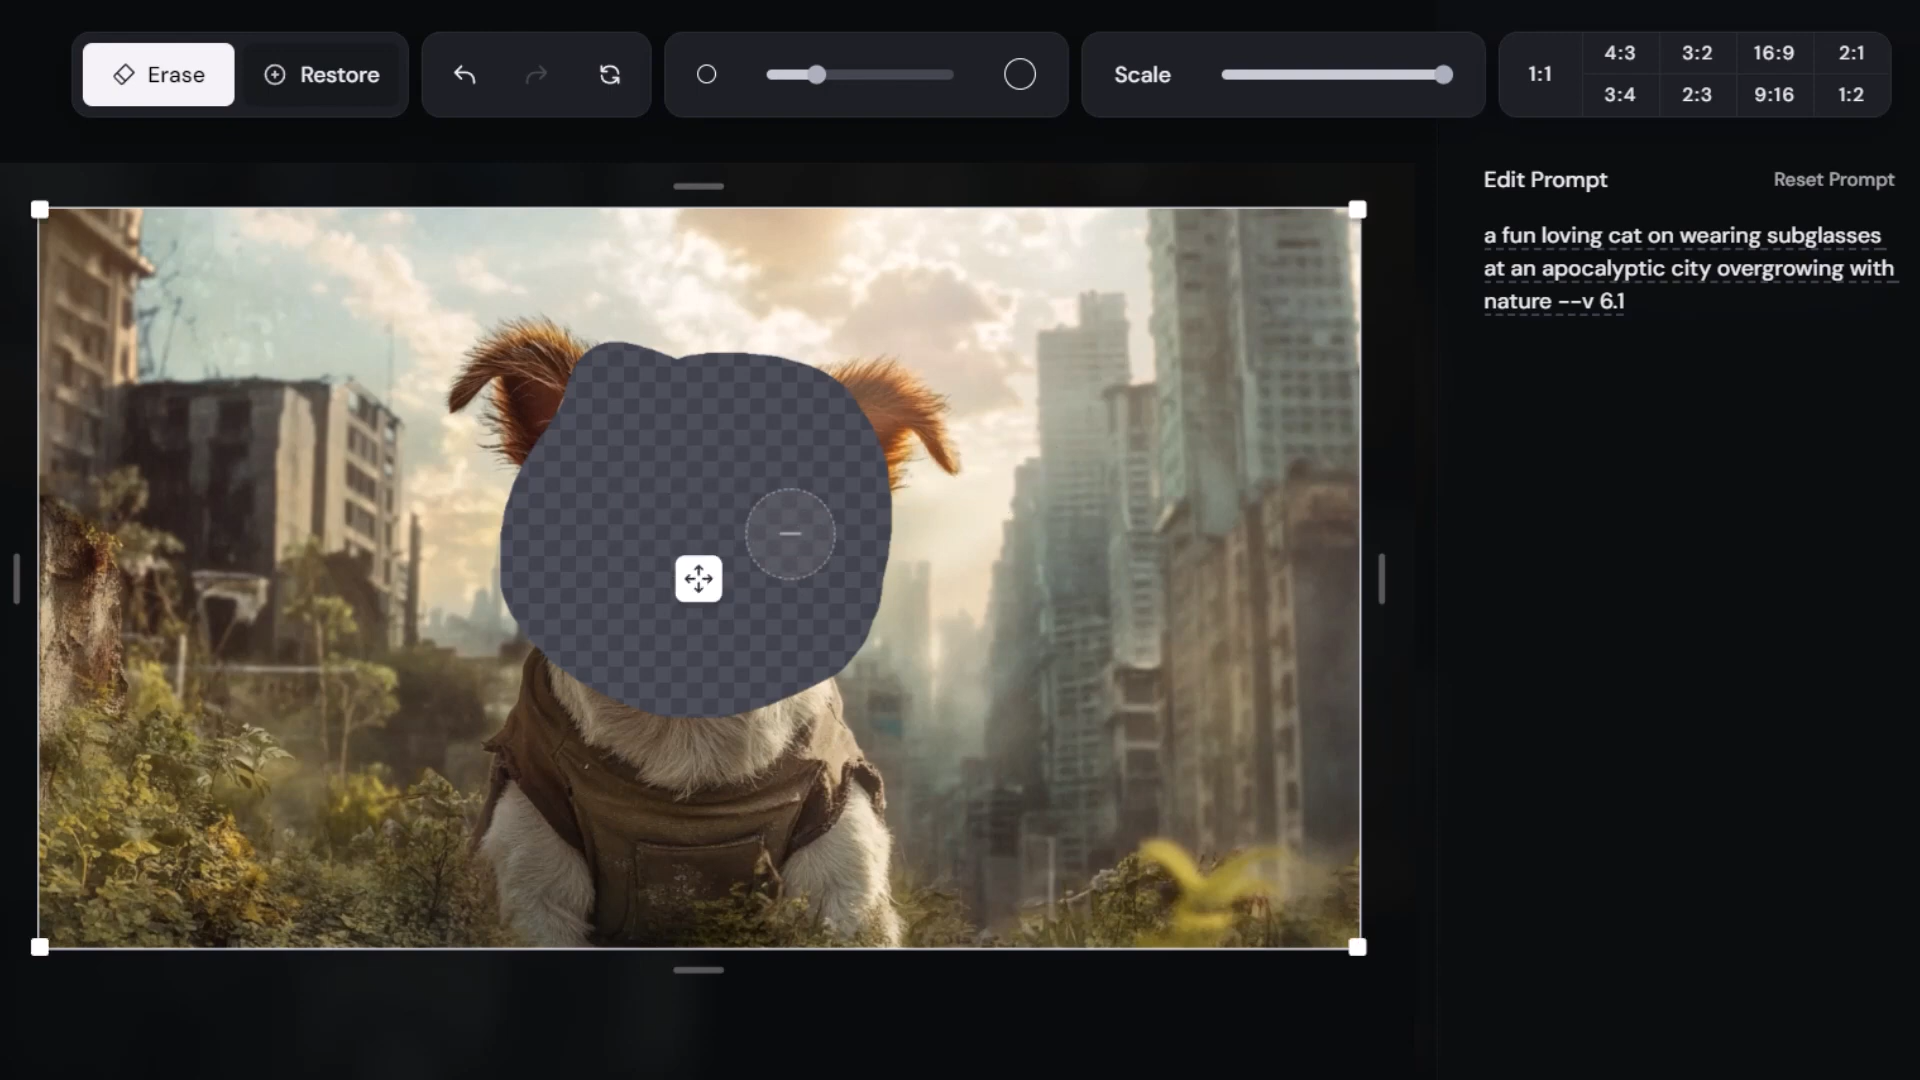 Erase
Restore
Scale
1:1
4:3
3:2
16:9
2:1
3:4
2:3
9:16
1:2
Edit Prompt
Reset Prompt
a fun loving cat on wearing subglasses
at an apocalyptic city overgrowing with
nature --v 6.1